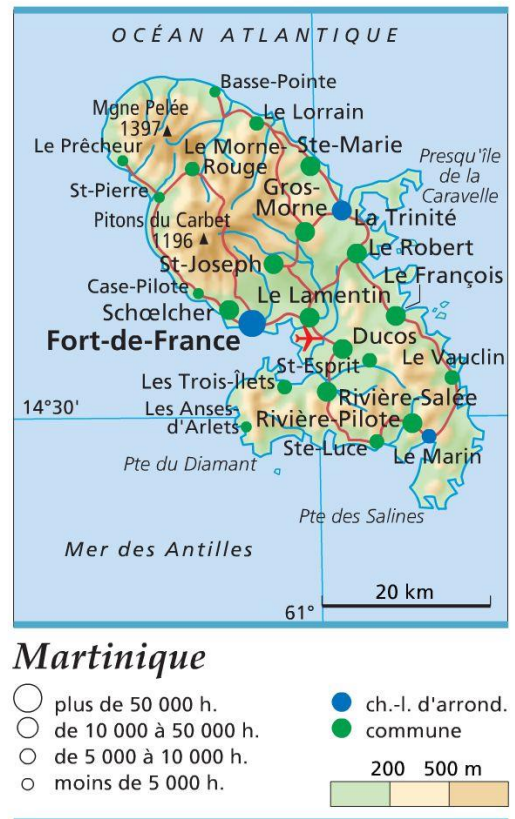 OCÉAN ATLANTIQUE
Basse-Pointe
Mgne Pelée
1397
Le Lorrain
Le Prêcheur
Le Morne-
Rouge
Ste-Marie
Presqu'île
de la
Caravelle
St-Pierre
Gros-
Morne
La Trinité
Pitons du Carbet
1196
Le Robert
St-Joseph
Le François
Case-Pilote
Le Lamentin
Schœlcher
Fort-de-France
Ducos
St-Esprit
Le Vauclin
Les Trois-Îlets
Rivière-Salée
14°30'
Les Anses-
d'Arlets
Rivière-Pilote
Ste-Luce
Le Marin
Pte du Diamant
Pte des Salines
Mer des Antilles
20 km
61°
Martinique
plus de 50 000 h.
de 10 000 à 50 000 h.
de 5 000 à 10 000 h.
moins de 5 000 h.
ch.-l. d'arrond.
commune
200 500 m